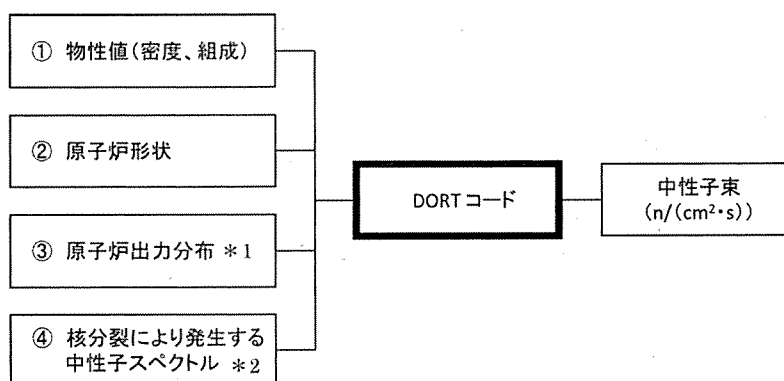 ① 物性値(密度、組成)
② 原子炉形状
③ 原子炉出力分布 *1
④ 核分裂により発生する
中性子スペクトル *2
DORTコード
中性子束
(n/(cm²・s))